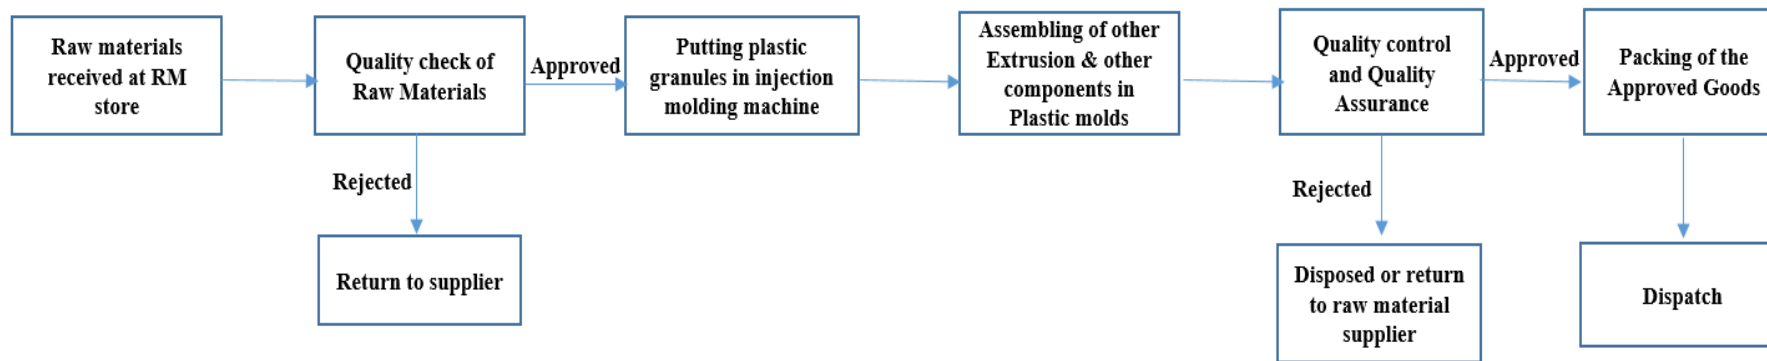 Raw materials
received at RM
store
Quality check of
Raw Materials
Approved
Rejected
Return to supplier
Putting plastic
granules in injection
molding machine
Assembling of other
Extrusion & other
components in
Plastic molds
Quality control
and Quality
Assurance
Approved
Rejected
Disposed or return
to raw material
supplier
Packing of the
Approved Goods
Dispatch